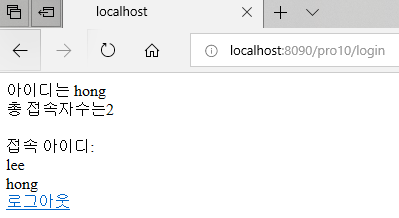 localhost
localhost:8090/pro10/login
아이디는 hong
총 접속자수는2
접속 아이디:
lee
hong
로그아웃